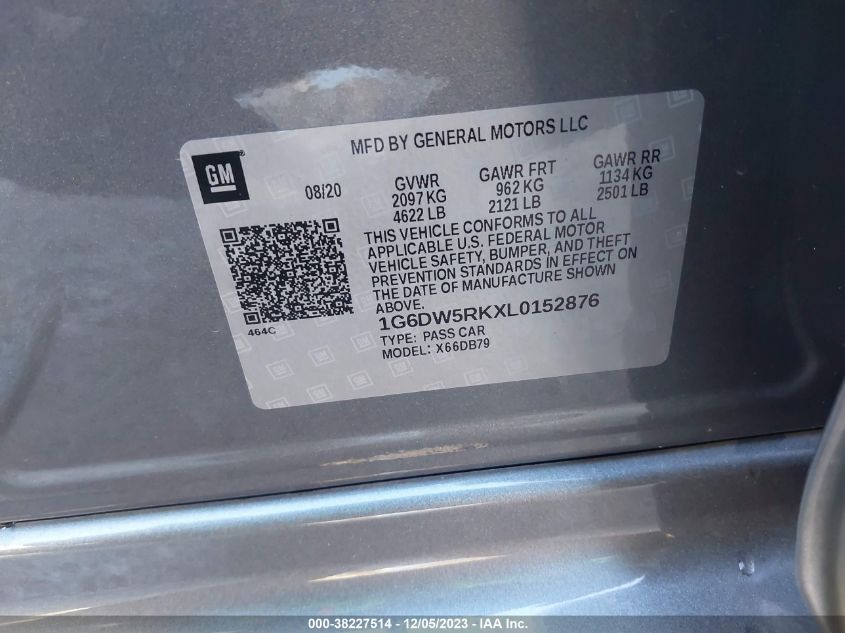 MFD BY GENERAL MOTORS LLC
GM
08/20
GVWR
2097 KG
4622 LB
GAWR FRT
962 KG
2121 LB
GAWR RR
1134 KG
2501 LB
THIS VEHICLE CONFORMS TO ALL
APPLICABLE U.S. FEDERAL MOTOR
VEHICLE SAFETY, BUMPER, AND THEFT
PREVENTION STANDARDS IN EFFECT ON
THE DATE OF MANUFACTURE SHOWN
ABOVE.
464C
1G6DW5RKXL0152876
TYPE: PASS CAR
MODEL: X66DB79
000-38227514 - 12/05/2023 - IAA Inc.